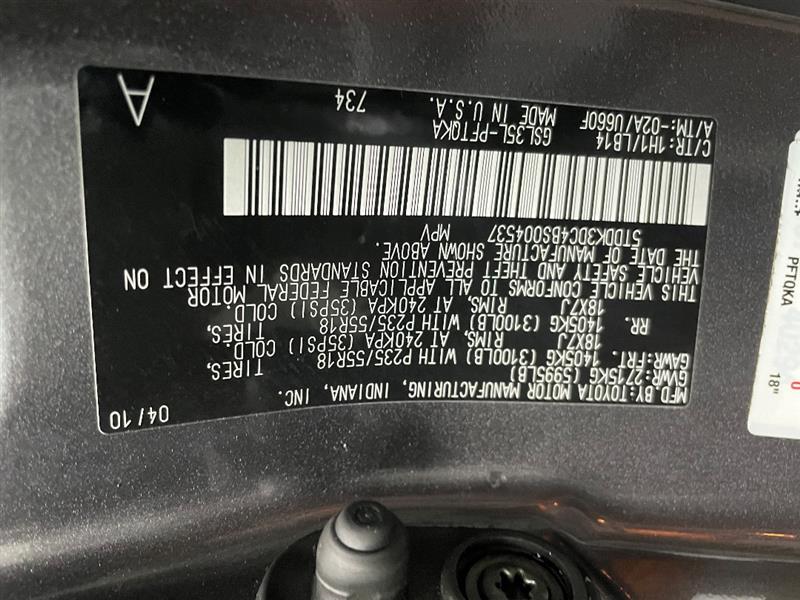 MFD.BY:TOYOTA MOTOR MANUFACTURING, INDIANA, INC. 04/10
GVWR:2715KG (5995LB)
GAWR:FRT. 1405KG (3100LB) WITH P235/55R18 TIRES,
18X7J RIMS, AT 240KPA (35PSI) COLD.
RR. 1405KG (3100LB) WITH P235/55R18 TIRES,
18X7J RIMS, AT 240KPA (35PSI) COLD.
THIS VEHICLE CONFORMS TO ALL APPLICABLE FEDERAL MOTOR
VEHICLE SAFETY AND THEFT PREVENTION STANDARDS IN EFFECT ON
THE DATE OF MANUFACTURE SHOWN ABOVE.
5TDDK3DC4BS004537 MPV
C/TR:1H1/LB14 GSL35L-PFTQKA
A/TM:-02A/U660F MADE IN U.S.A. 734
A
PFTQKA
0
18"